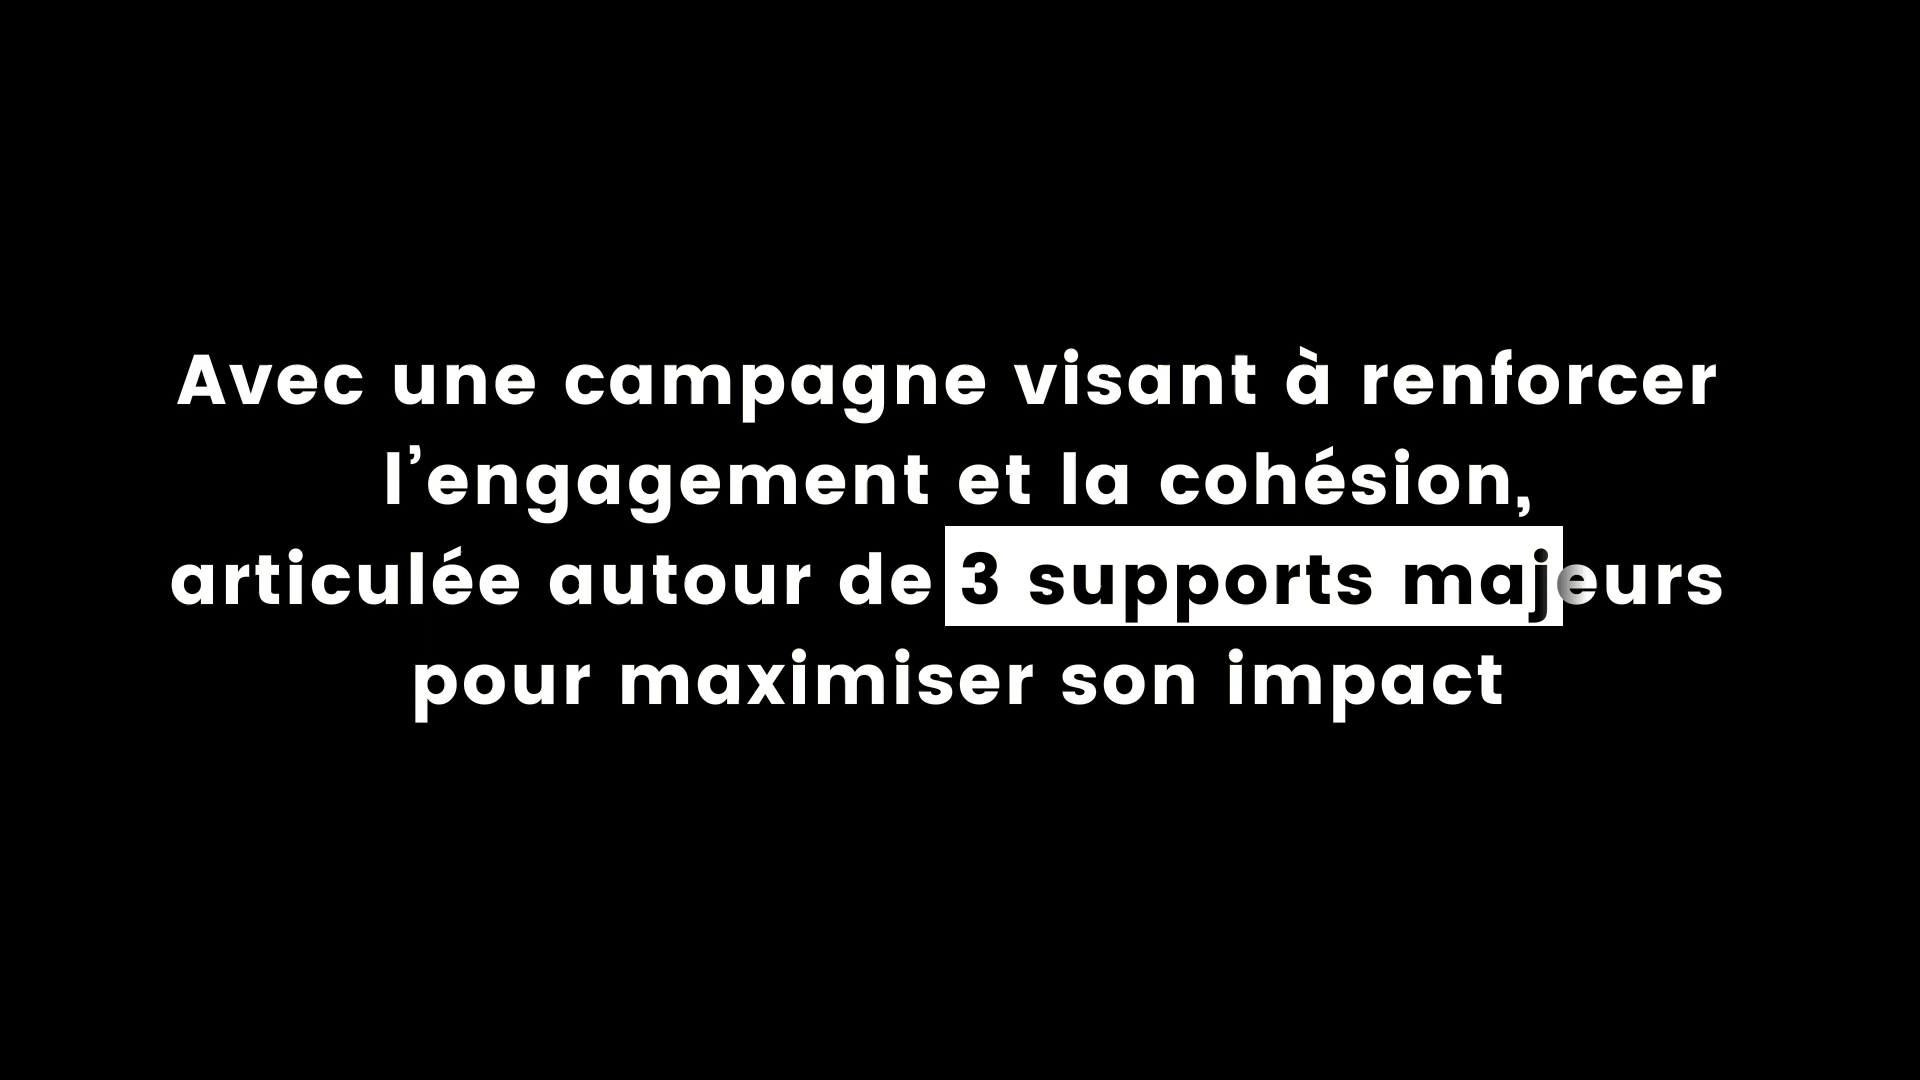 Avec une campagne visant à renforcer
l’engagement et la cohésion,
articulée autour de 3 supports majeurs
pour maximiser son impact